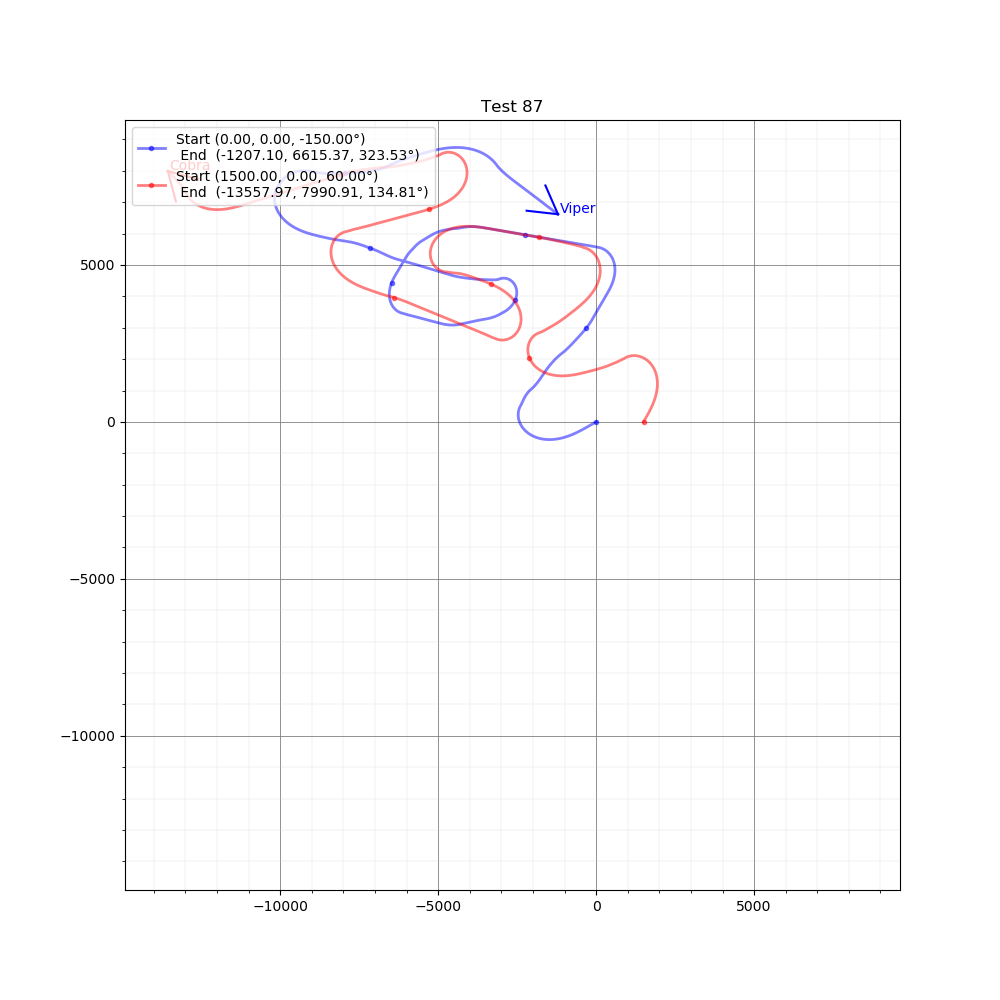 Test 87
Start (0.00, 0.00, -150.00°)
End  (-1207.10, 6615.37, 323.53°)
Cobra
Start (1500.00, 0.00, 60.00°)
End  (-13557.97, 7990.91, 134.81°)
Viper
5000
0
−5000
−10000
−10000
−5000
0
5000